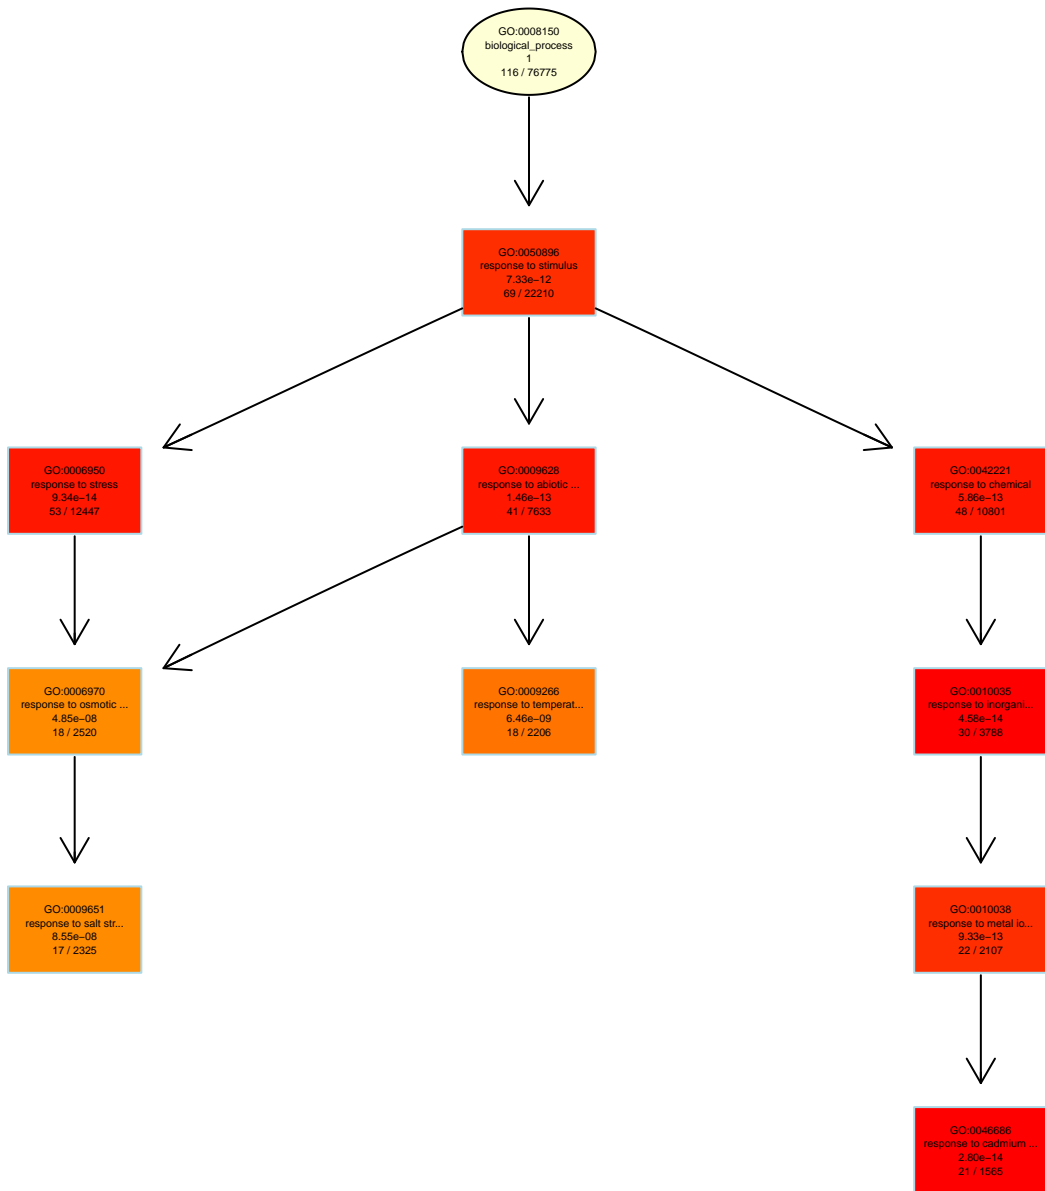 GO:0008150
biological_process
1
116 / 76775
GO:0050896
response to stimulus
7.33e−12
69 / 22210
GO:0006950
response to stress
9.34e−14
53 / 12447
GO:0009628
response to abiotic ...
1.46e−13
41 / 7633
GO:0042221
response to chemical
5.86e−13
48 / 10801
GO:0006970
response to osmotic ...
4.85e−08
18 / 2520
GO:0009266
response to temperat...
6.46e−09
18 / 2206
GO:0010035
response to inorgani...
4.58e−14
30 / 3788
GO:0009651
response to salt str...
8.55e−08
17 / 2325
GO:0010038
response to metal io...
9.33e−13
22 / 2107
GO:0046686
response to cadmium ...
2.80e−14
21 / 1565